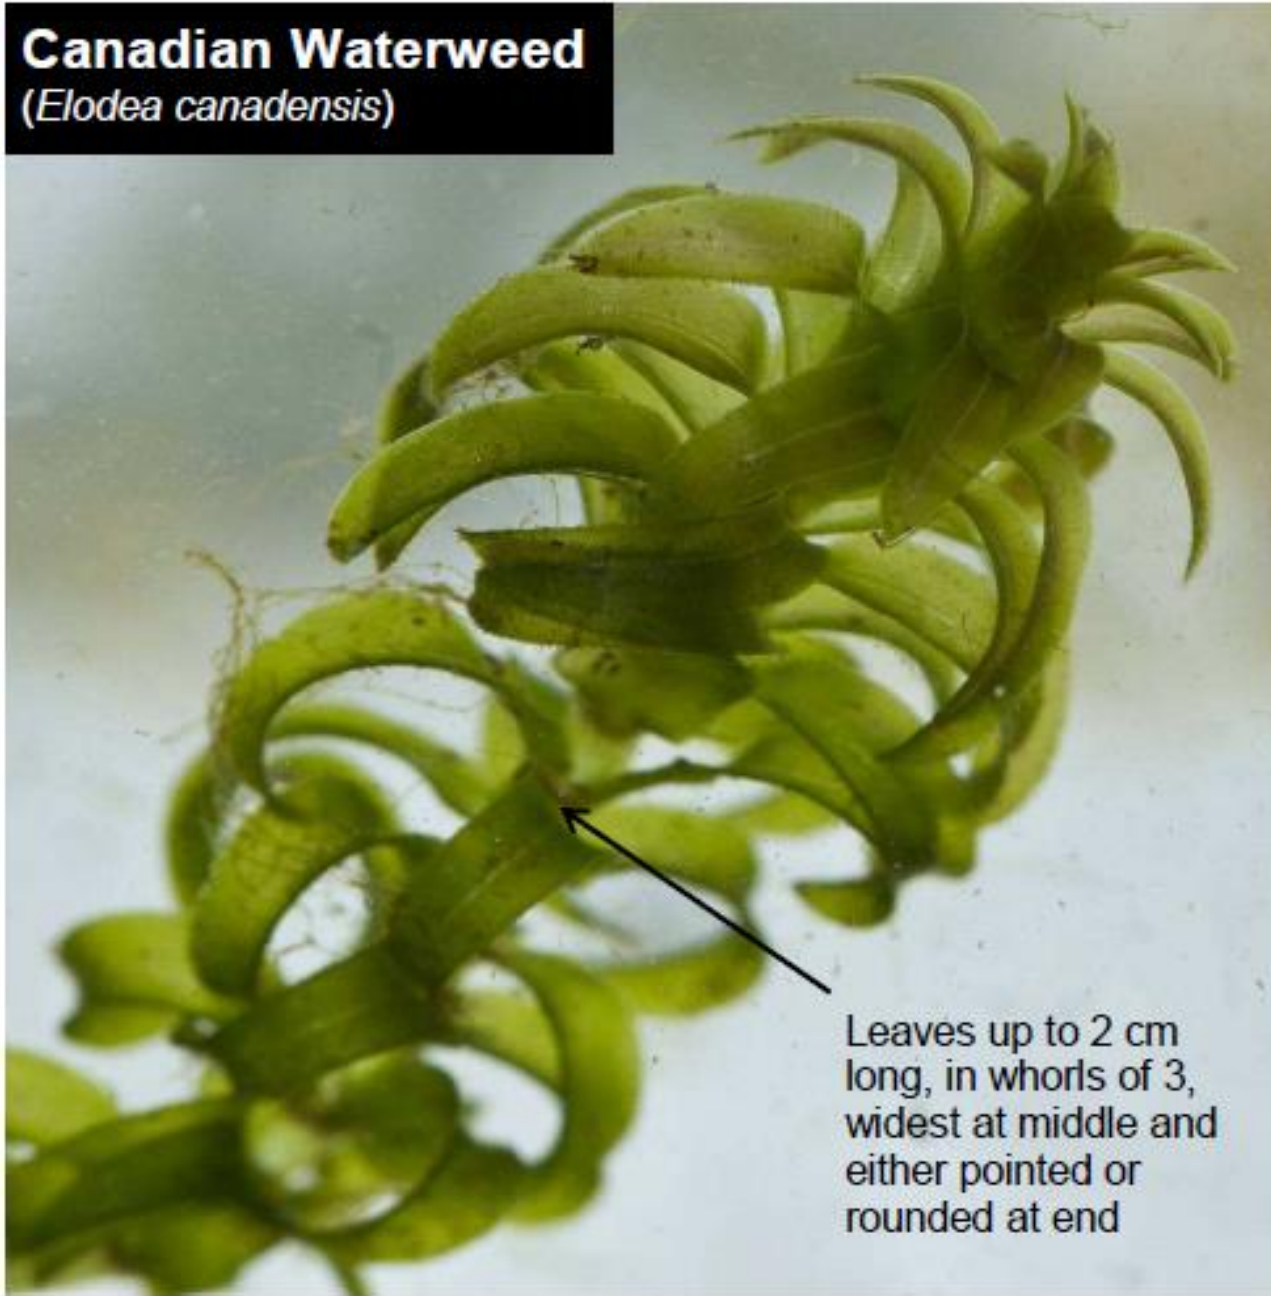 Canadian Waterweed
(Elodea canadensis)
Leaves up to 2 cm
long, in whorls of 3,
widest at middle and
either pointed or
rounded at end